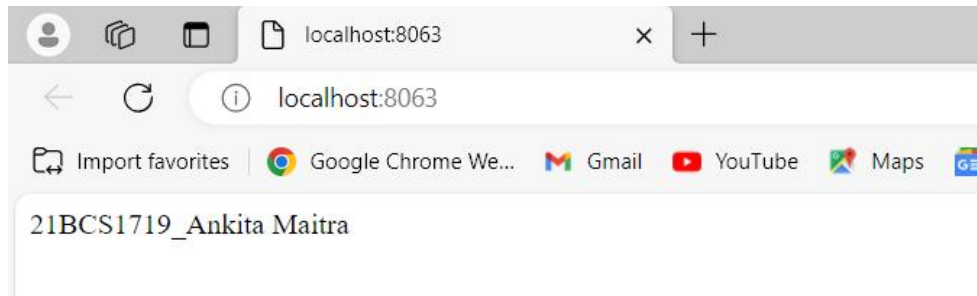 localhost:8063
localhost:8063
Import favorites Google Chrome We... Gmail YouTube Maps
21BCS1719_Ankita Maitra